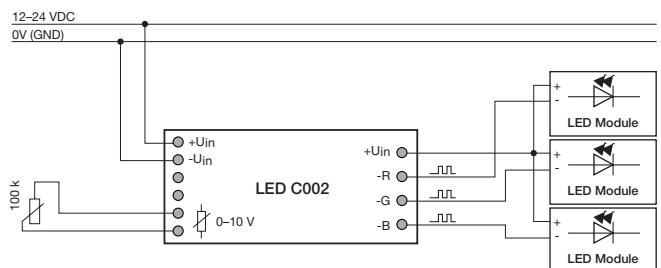 12–24 VDC
0V (GND)
+
-
LED Module
+Uin
-Uin
+Uin
-R
-G
-B
LED C002
0–10 V
100 k
+
-
LED Module
+
-
LED Module